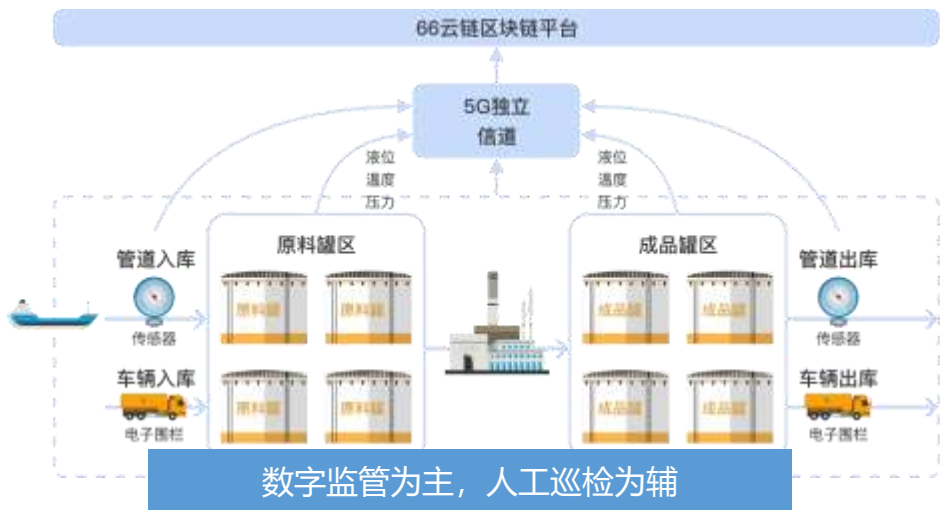 66云链区块链平台
5G独立
信道
液位
温度
压力
液位
温度
压力
原料罐区
成品罐区
管道入库
管道出库
原料罐
原料罐
成品罐
成品罐
传感器
传感器
车辆入库
车辆出库
原料罐
原料罐
成品罐
成品罐
电子围栏
电子围栏
数字监管为主，人工巡检为辅